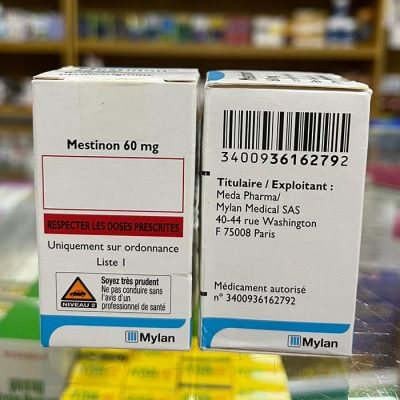 Mestinon 60 mg
RESPECTER LES DOSES PRESCRITES
Uniquement sur ordonnance
Liste I
Soyez très prudent
Ne pas conduire sans
l'avis d'un
professionnel de santé
NIVEAU 2
Mylan
3400936162792
Titulaire / Exploitant :
Meda Pharma/
Mylan Medical SAS
40-44 rue Washington
F 75008 Paris
Médicament autorisé
n° 3400936162792
Mylan